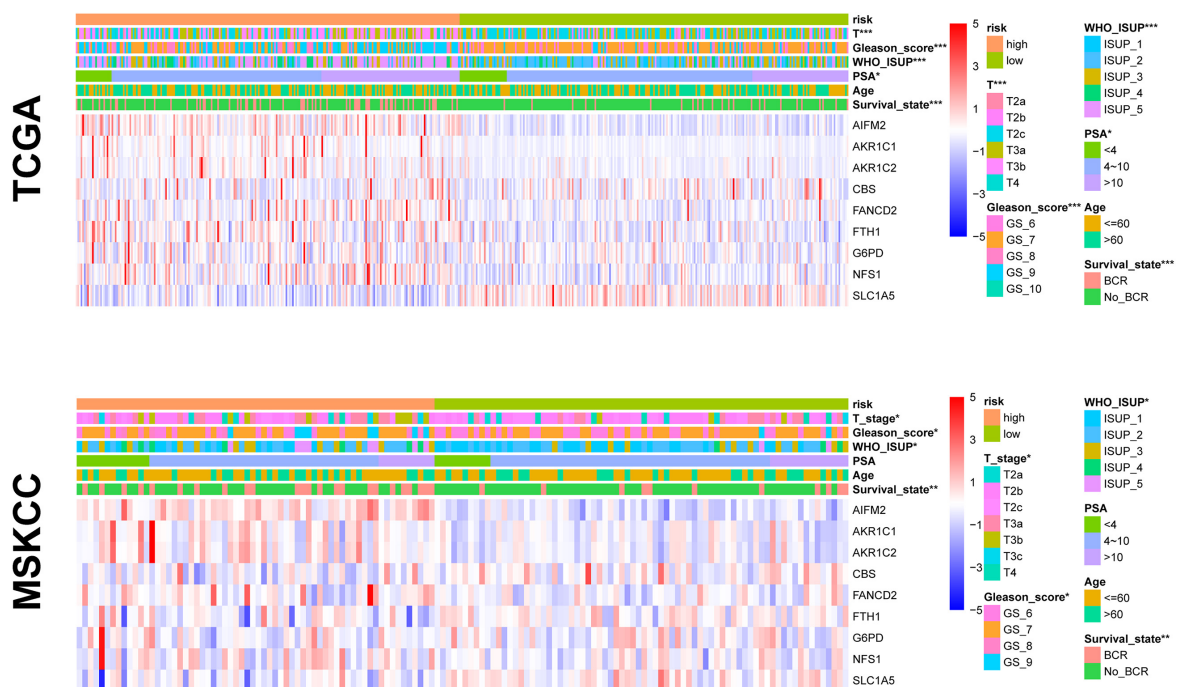 TCGA
risk
T***
Gleason_score***
WHO_ISUP***
PSA*
Age
Survival_state***
AIFM2
AKR1C1
AKR1C2
CBS
FANCD2
FTH1
G6PD
NFS1
SLC1A5
5
3
1
−1
−3
−5
risk
high
low
T***
T2a
T2b
T2c
T3a
T3b
T4
Gleason_score***
GS_6
GS_7
GS_8
GS_9
GS_10
WHO_ISUP***
ISUP_1
ISUP_2
ISUP_3
ISUP_4
ISUP_5
PSA*
<4
4~10
>10
Age
<=60
>60
Survival_state***
BCR
No_BCR
MSKCC
risk
T_stage*
Gleason_score*
WHO_ISUP*
PSA
Age
Survival_state**
AIFM2
AKR1C1
AKR1C2
CBS
FANCD2
FTH1
G6PD
NFS1
SLC1A5
5
3
1
−1
−3
−5
risk
high
low
T_stage*
T2a
T2b
T2c
T3a
T3b
T3c
T4
Gleason_score*
GS_6
GS_7
GS_8
GS_9
WHO_ISUP*
ISUP_1
ISUP_2
ISUP_3
ISUP_4
ISUP_5
PSA
<4
4~10
>10
Age
<=60
>60
Survival_state**
BCR
No_BCR